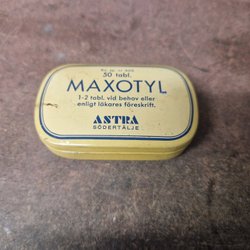 50 tabl.
MAXOTYL
1-2 tabl. vid behov eller
enligt läkares föreskrift.
ASTRA
SÖDERTÄLJE